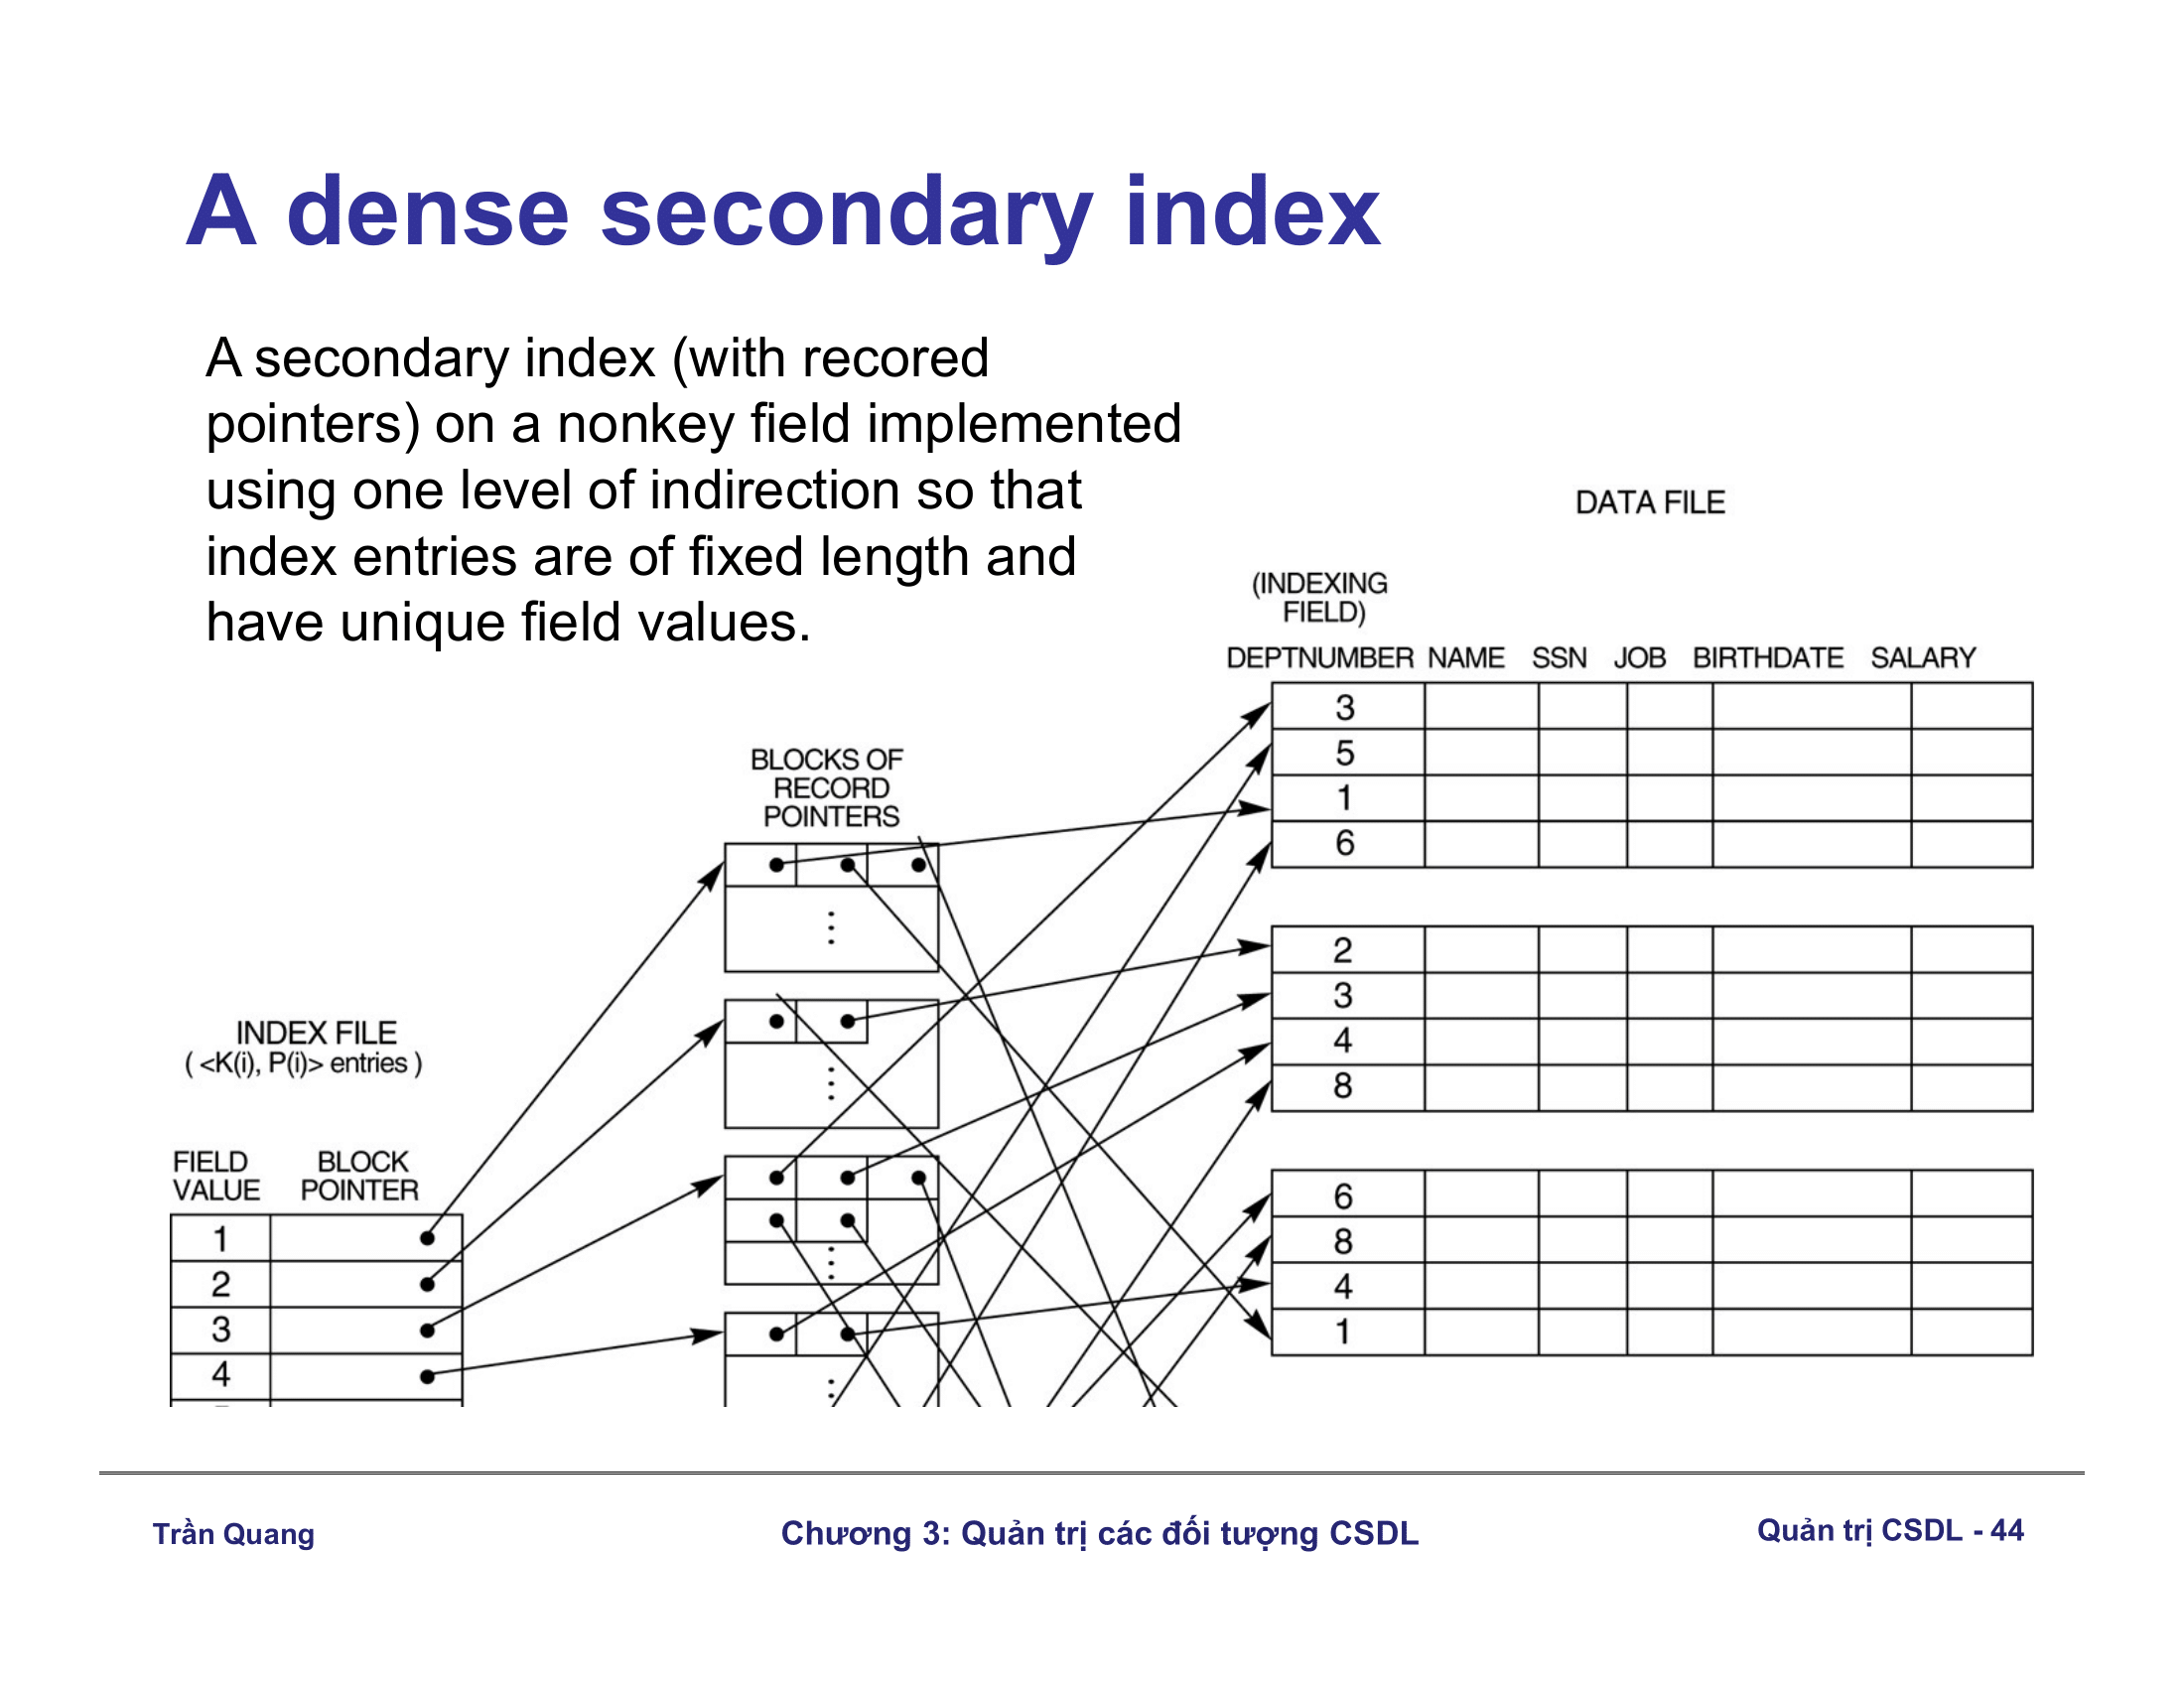 A dense secondary index
A secondary index (with recored
pointers) on a nonkey field implemented
using one level of indirection so that
index entries are of fixed length and
have unique field values.
DATA FILE
(INDEXING
FIELD)
DEPTNUMBER NAME SSN JOB BIRTHDATE SALARY
3
5
1
6
2
3
4
8
6
8
4
1
BLOCKS OF
RECORD
POINTERS
INDEX FILE
( <K(i), P(i)> entries )
FIELD
VALUE
BLOCK
POINTER
1
2
3
4
Trần Quang
Chương 3: Quản trị các đối tượng CSDL
Quản trị CSDL - 44